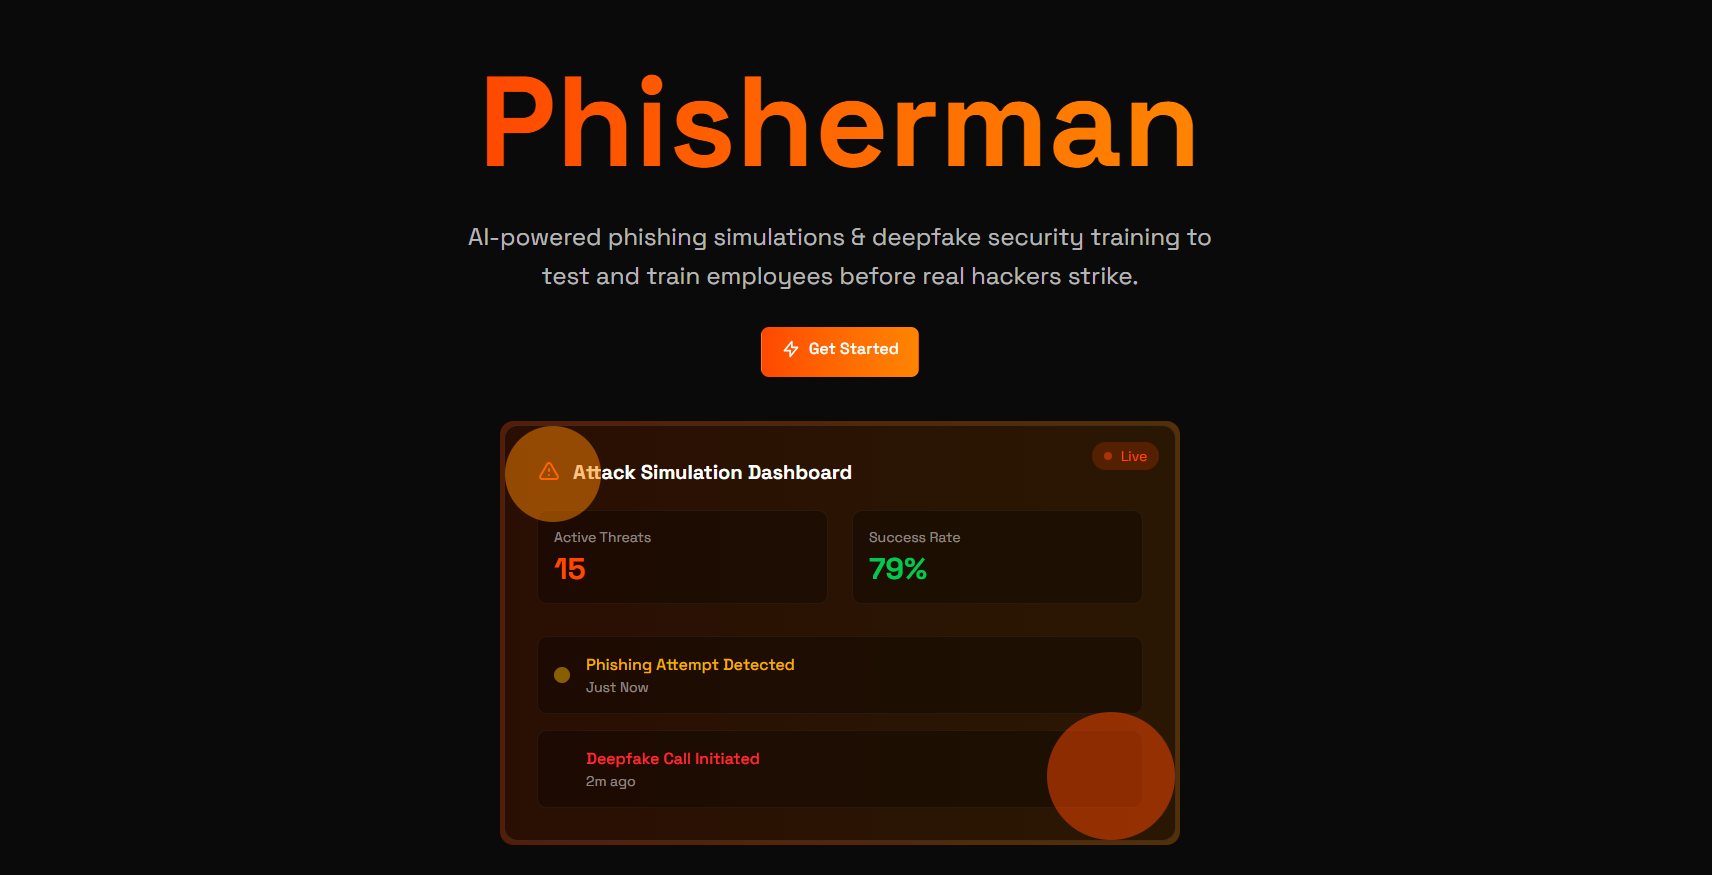 Phisherman
AI-powered phishing simulations & deepfake security training to
test and train employees before real hackers strike.
Get Started
Attack Simulation Dashboard
Live
Active Threats
15
Success Rate
79%
Phishing Attempt Detected
Just Now
Deepfake Call Initiated
2m ago